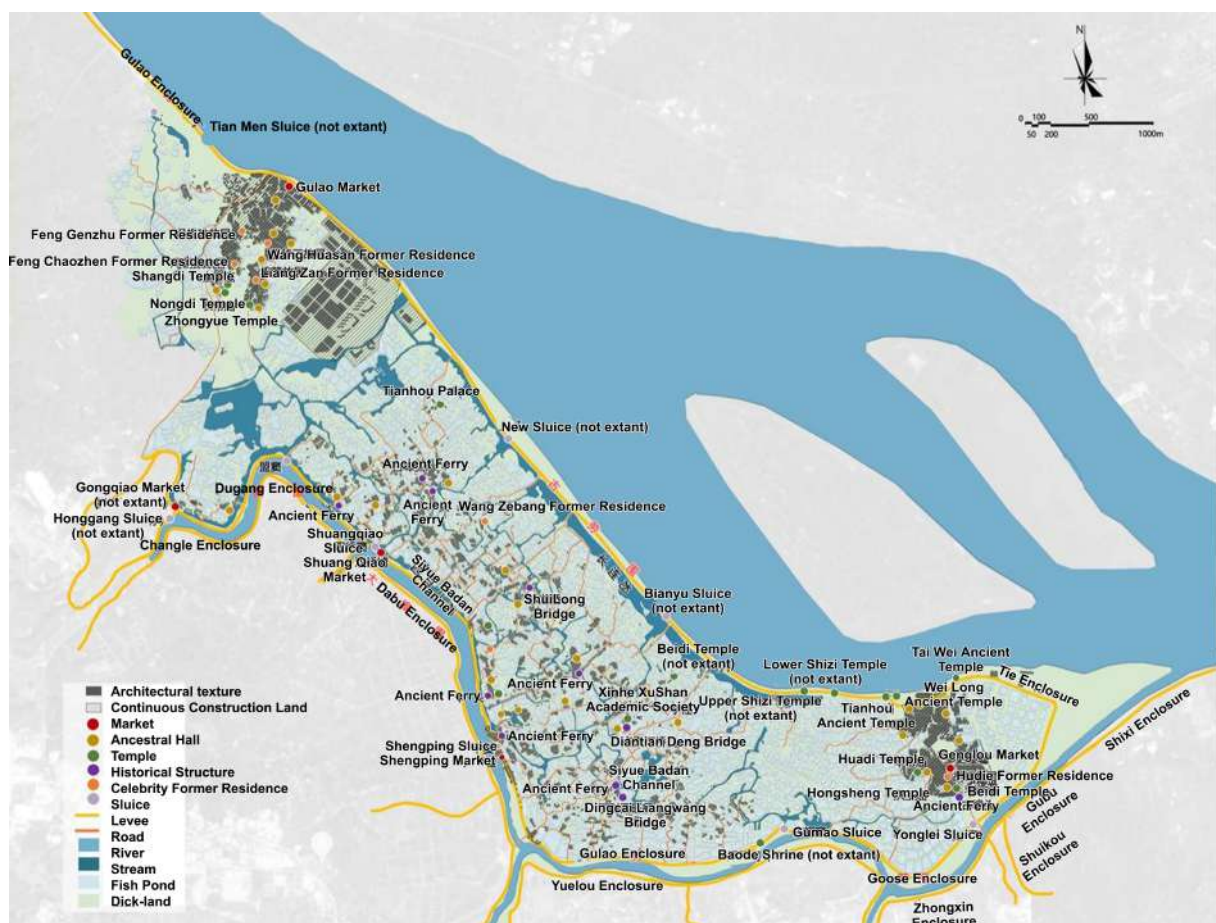 Gulao Enclosure
N
Tian Men Sluice (not extant)
0 100 500
50 200 1000m
Gulao Market
Feng Genzhu Former Residence
Wang Huasan Former Residence
Feng Chaozhen Former Residence
Liang Zan Former Residence
Shangdi Temple
Nongdi Temple
Zhongyue Temple
Tianhou Palace
New Sluice (not extant)
Ancient Ferry
Gongqiao Market
(not extant)
Dugang Enclosure
Ancient Ferry
Ancient
Ferry
Wang Zebang Former Residence
Honggang Sluice
(not extant)
Changle Enclosure
Shuangqiao
Sluice
Shuang Qiao
Market
Siyue Badan
Channel
大
Dabu Enclosure
ShuiLong
Bridge
Bianyu Sluice
(not extant)
Beidi Temple
(not extant)
Lower Shizi Temple
(not extant)
Tai Wei Ancient
Temple
Tie Enclosure
Ancient Ferry
Ancient Ferry
Xinhe XuShan
Academic Society
Upper Shizi Temple
(not extant)
Tianhou
Ancient Temple
Wei Long
Ancient Temple
Shixi Enclosure
Ancient Ferry
Diantian Deng Bridge
Shengping Sluice
Shengping Market
Genglou Market
Huadi Temple
Hudie Former Residence
Siyue Badan
Channel
Ancient Ferry
Hongsheng Temple
Beidi Temple
Ancient Ferry
Gubu
Enclosure
Dingcai Liangwang
Bridge
Gumao Sluice
Yonglei Sluice
Shuikou
Enclosure
Gulao Enclosure
Baode Shrine (not extant)
Yuelou Enclosure
Goose Enclosure
Zhongxin
Enclosure
Architectural texture
Continuous Construction Land
Market
Ancestral Hall
Temple
Historical Structure
Celebrity Former Residence
Sluice
Levee
Road
River
Stream
Fish Pond
Dick-land